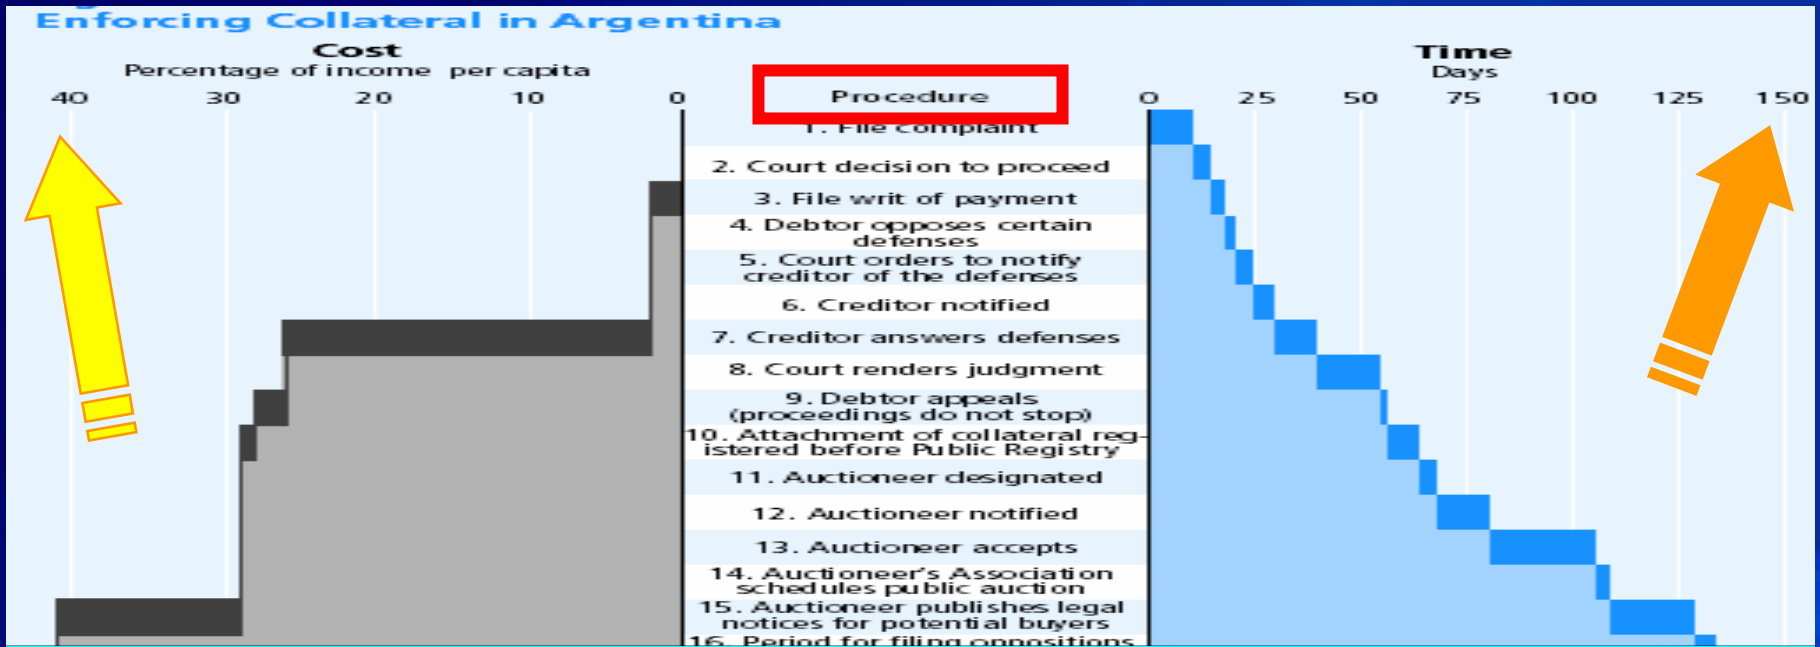 Enforcing Collateral in Argentina
Cost
Percentage of income per capita
40 30 20 10 0
Procedure
Time
Days
0 25 50 75 100 125 150
1. File complaint
2. Court decision to proceed
3. File writ of payment
4. Debtor opposes certain
defenses
5. Court orders to notify
creditor of the defenses
6. Creditor notified
7. Creditor answers defenses
8. Court renders judgment
9. Debtor appeals
(proceedings do not stop)
10. Attachment of collateral reg-
istered before Public Registry
11. Auctioneer designated
12. Auctioneer notified
13. Auctioneer accepts
14. Auctioneer's Association
schedules public auction
15. Auctioneer publishes legal
notices for potential buyers
16. Period for filing oppositions